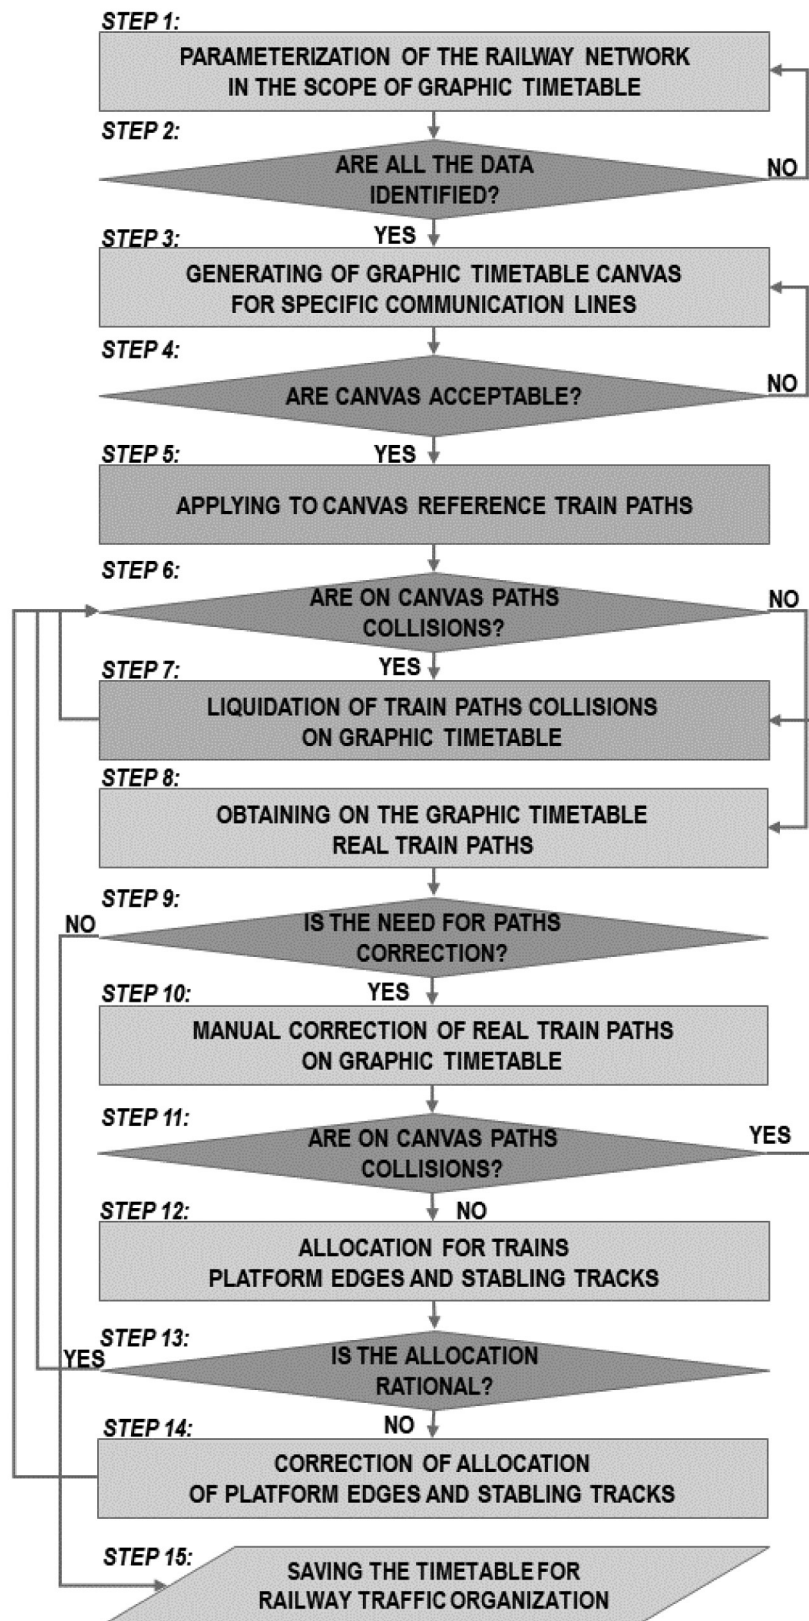 STEP 1:
PARAMETERIZATION OF THE RAILWAY NETWORK
IN THE SCOPE OF GRAPHIC TIMETABLE
STEP 2:
ARE ALL THE DATA
IDENTIFIED?
NO
YES
STEP 3:
GENERATING OF GRAPHIC TIMETABLE CANVAS
FOR SPECIFIC COMMUNICATION LINES
STEP 4:
ARE CANVAS ACCEPTABLE?
NO
YES
STEP 5:
APPLYING TO CANVAS REFERENCE TRAIN PATHS
STEP 6:
ARE ON CANVAS PATHS
COLLISIONS?
NO
YES
STEP 7:
LIQUIDATION OF TRAIN PATHS COLLISIONS
ON GRAPHIC TIMETABLE
STEP 8:
OBTAINING ON THE GRAPHIC TIMETABLE
REAL TRAIN PATHS
STEP 9:
IS THE NEED FOR PATHS
CORRECTION?
NO
YES
STEP 10:
MANUAL CORRECTION OF REAL TRAIN PATHS
ON GRAPHIC TIMETABLE
STEP 11:
ARE ON CANVAS PATHS
COLLISIONS?
YES
NO
STEP 12:
ALLOCATION FOR TRAINS
PLATFORM EDGES AND STABLING TRACKS
STEP 13:
IS THE ALLOCATION
RATIONAL?
YES
NO
STEP 14:
CORRECTION OF ALLOCATION
OF PLATFORM EDGES AND STABLING TRACKS
STEP 15:
SAVING THE TIMETABLE FOR
RAILWAY TRAFFIC ORGANIZATION